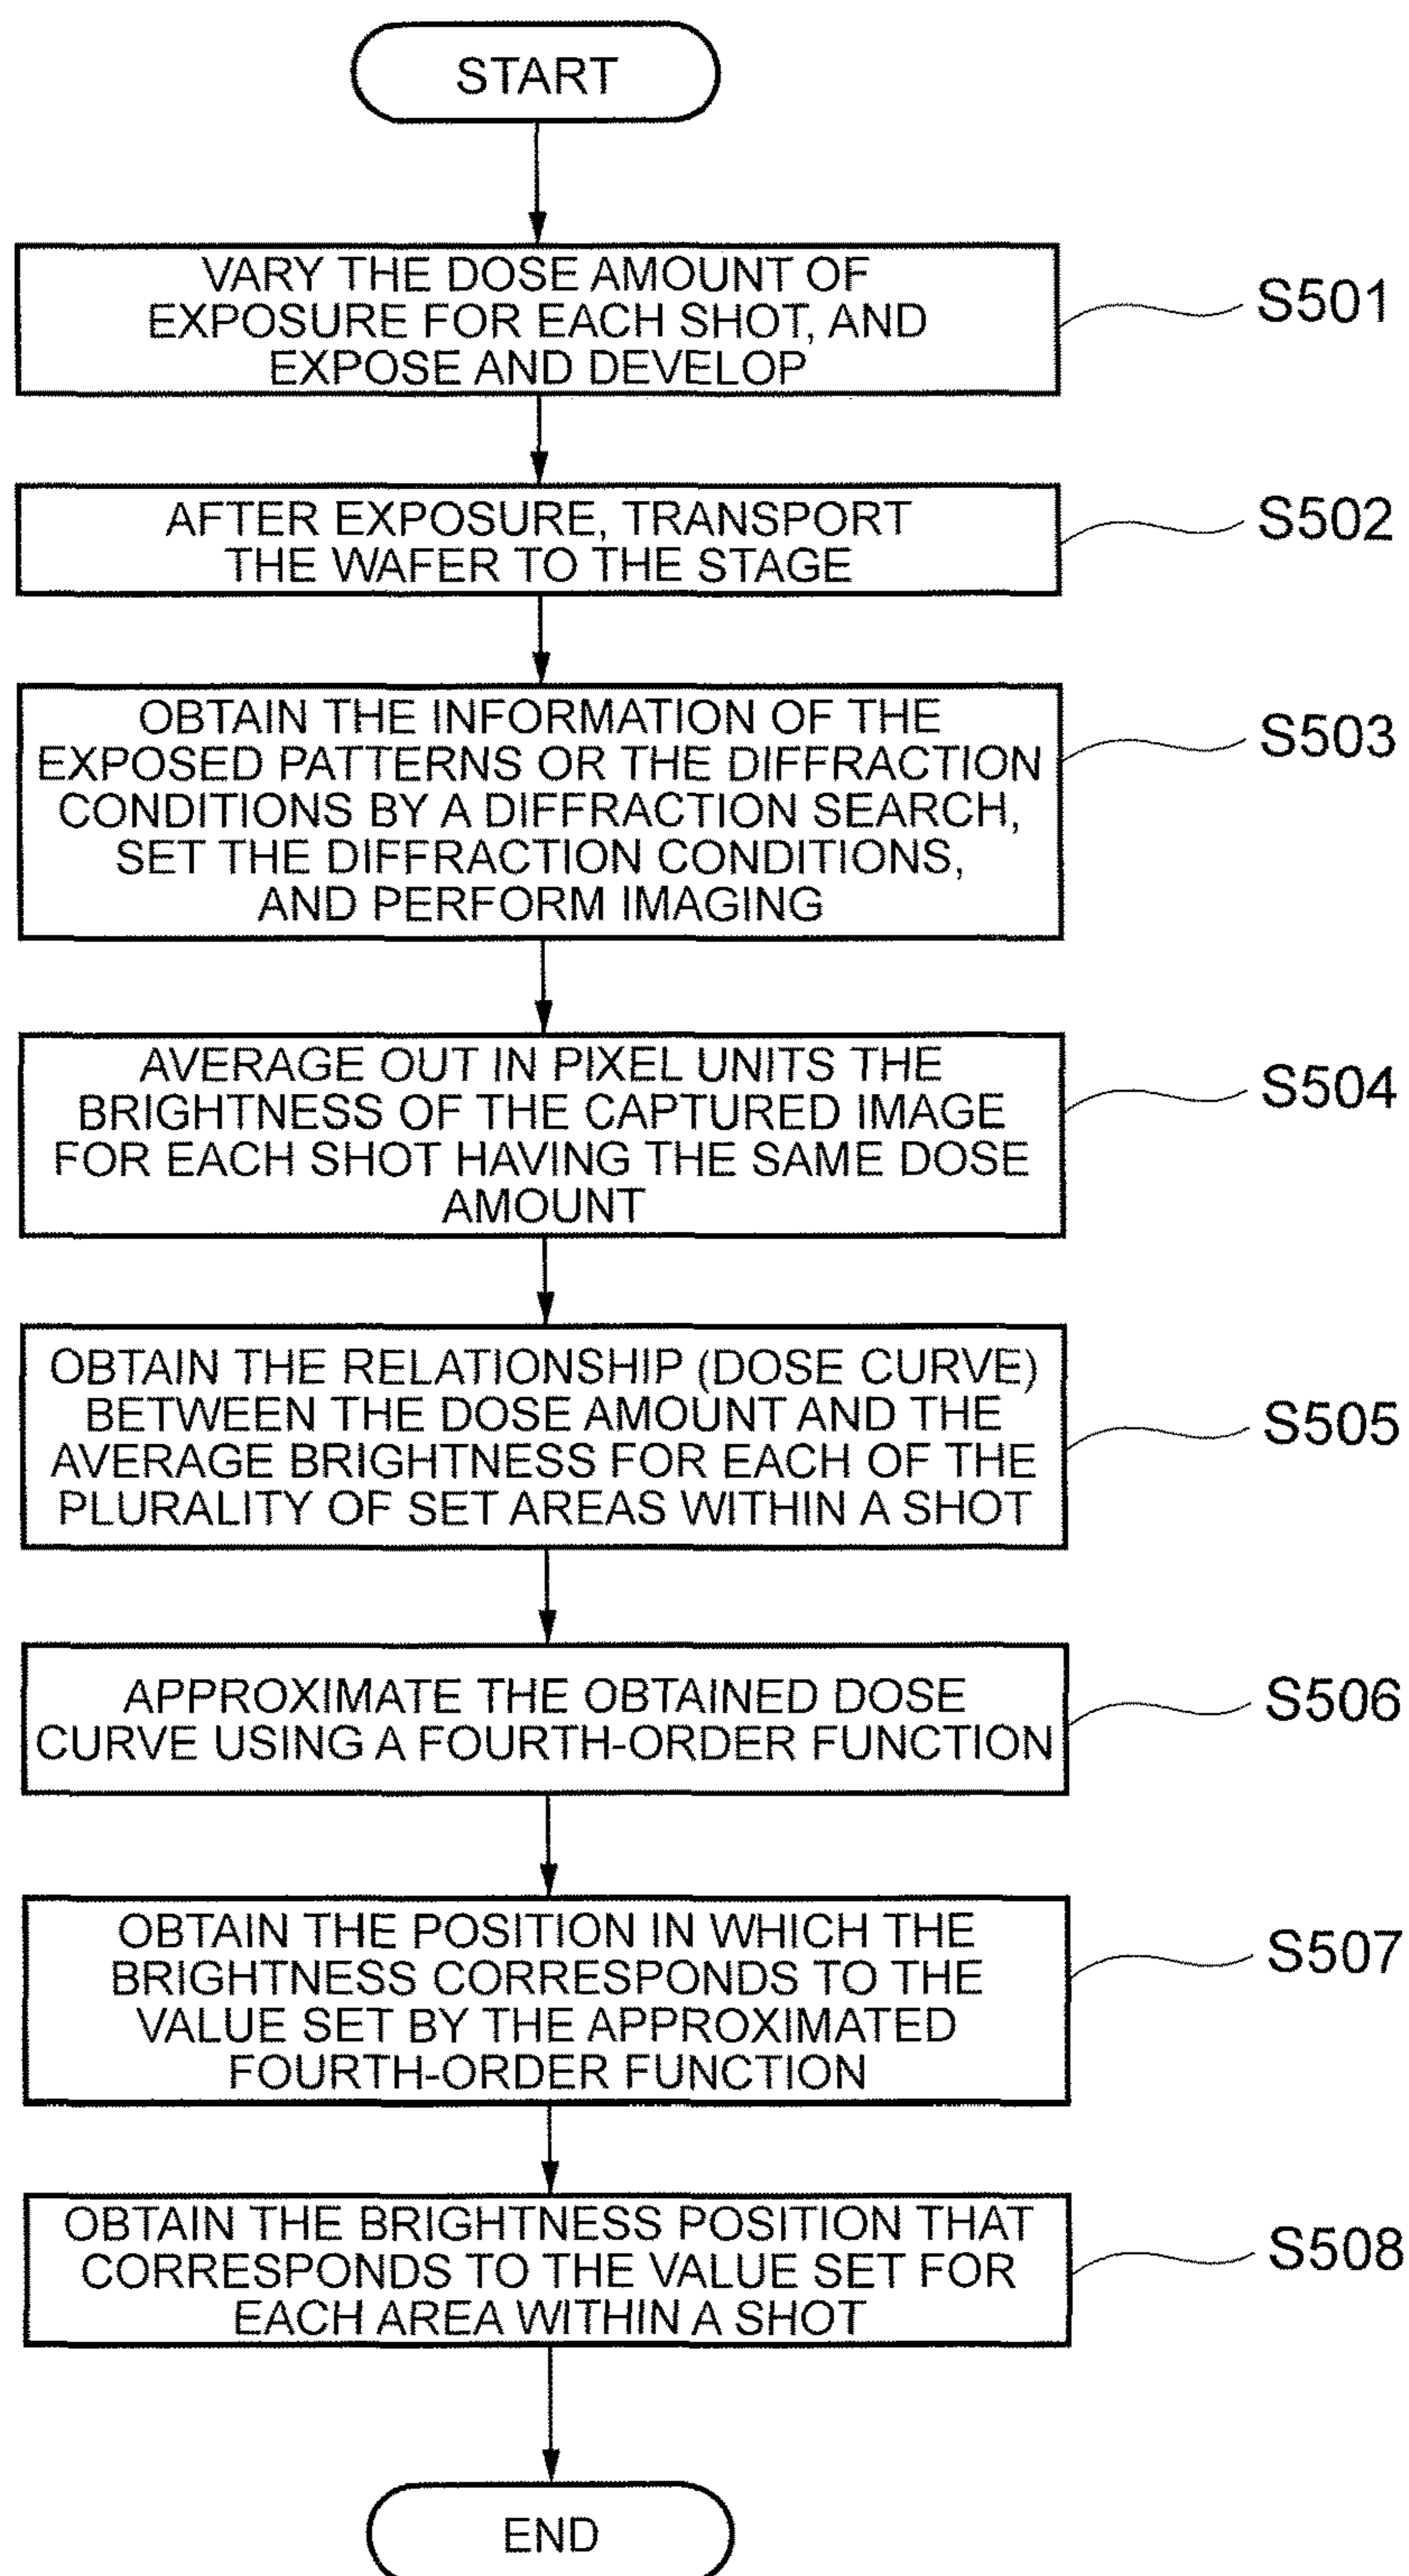 START
VARY THE DOSE AMOUNT OF
EXPOSURE FOR EACH SHOT, AND
EXPOSE AND DEVELOP
S501
AFTER EXPOSURE, TRANSPORT
THE WAFER TO THE STAGE
S502
OBTAIN THE INFORMATION OF THE
EXPOSED PATTERNS OR THE DIFFRACTION
CONDITIONS BY A DIFFRACTION SEARCH,
SET THE DIFFRACTION CONDITIONS,
AND PERFORM IMAGING
S503
AVERAGE OUT IN PIXEL UNITS THE
BRIGHTNESS OF THE CAPTURED IMAGE
FOR EACH SHOT HAVING THE SAME DOSE
AMOUNT
S504
OBTAIN THE RELATIONSHIP (DOSE CURVE)
BETWEEN THE DOSE AMOUNT AND THE
AVERAGE BRIGHTNESS FOR EACH OF THE
PLURALITY OF SET AREAS WITHIN A SHOT
S505
APPROXIMATE THE OBTAINED DOSE
CURVE USING A FOURTH-ORDER FUNCTION
S506
OBTAIN THE POSITION IN WHICH THE
BRIGHTNESS CORRESPONDS TO THE
VALUE SET BY THE APPROXIMATED
FOURTH-ORDER FUNCTION
S507
OBTAIN THE BRIGHTNESS POSITION THAT
CORRESPONDS TO THE VALUE SET FOR
EACH AREA WITHIN A SHOT
S508
END